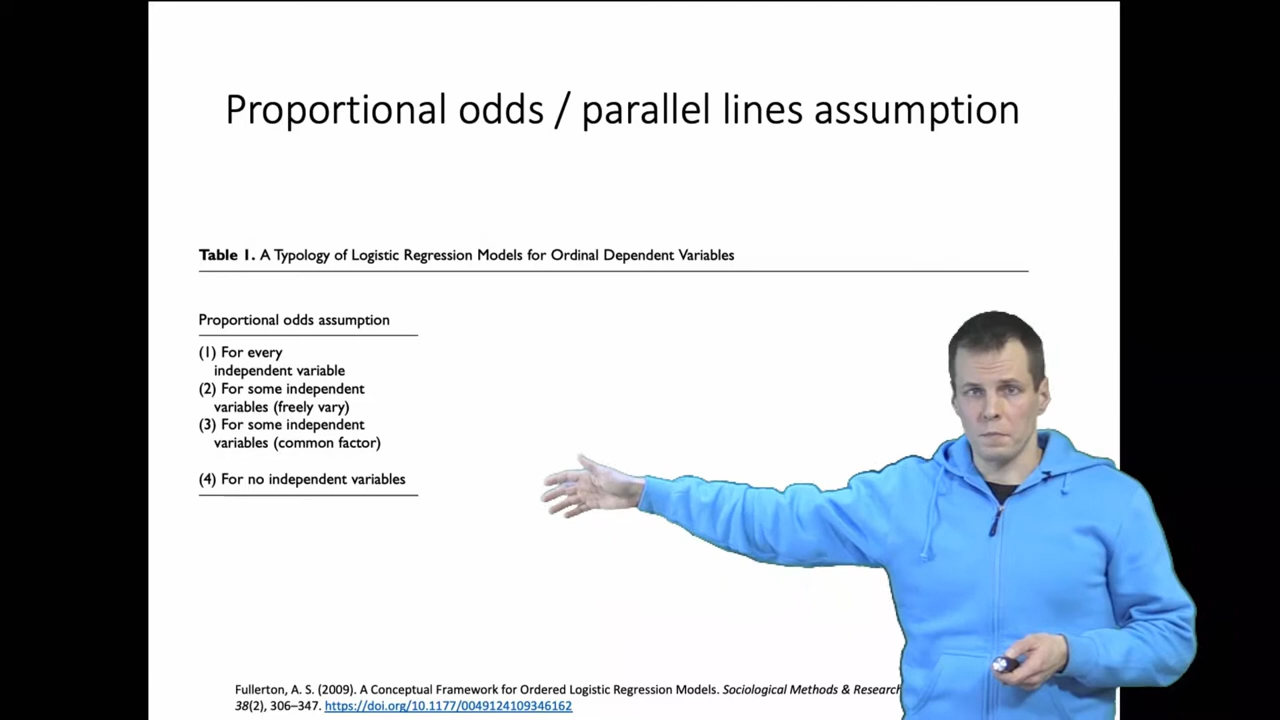 Proportional odds / parallel lines assumption
Table 1. A Typology of Logistic Regression Models for Ordinal Dependent Variables
Proportional odds assumption
(1) For every
independent variable
(2) For some independent
variables (freely vary)
(3) For some independent
variables (common factor)
(4) For no independent variables
Fullerton, A. S. (2009). A Conceptual Framework for Ordered Logistic Regression Models. Sociological Methods & Research
38(2), 306–347. https://doi.org/10.1177/0049124109346162